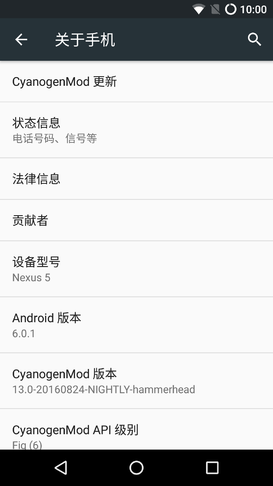 10:00
关于手机
CyanogenMod 更新
状态信息
电话号码、信号等
法律信息
贡献者
设备型号
Nexus 5
Android 版本
6.0.1
CyanogenMod 版本
13.0-20160824-NIGHTLY-hammerhead
CyanogenMod API 级别
Fig (6)